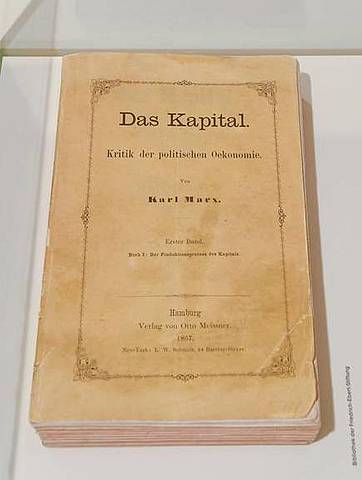 Das Kapital.
Kritik der politischen Oekonomie.
Von
Karl Marx.
Erster Band.
Buch I: Der Produktionsprocess des Kapitals.
Hamburg
Verlag von Otto Meissner.
1867.
New-York: L. W. Schmidt, 24 Barclay-Street.
Bibliothek der Friedrich-Ebert-Stiftung